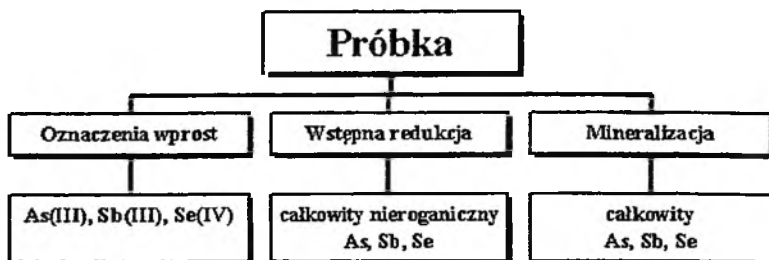 Próbka
Oznaczenia wprost
Wstępna redukcja
Mineralizacja
As(III), Sb(III), Se(IV)
całkowity nieroganiczny
As, Sb, Se
całkowity
As, Sb, Se